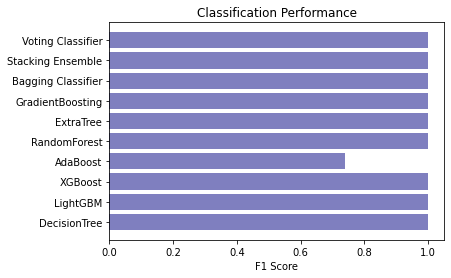 Classification Performance
Voting Classifier
Stacking Ensemble
Bagging Classifier
GradientBoosting
ExtraTree
RandomForest
AdaBoost
XGBoost
LightGBM
DecisionTree
0.0 0.2 0.4 0.6 0.8 1.0
F1 Score